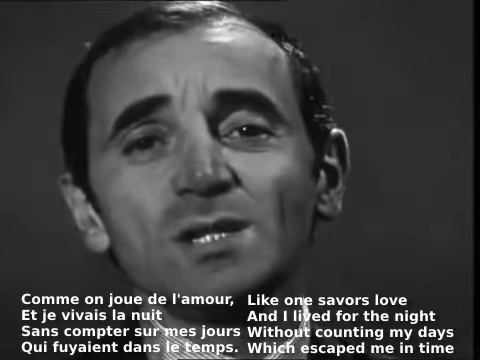 Comme on joue de l'amour,
Et je vivais la nuit
Sans compter sur mes jours
Qui fuyaient dans le temps.
Like one savors love
And I lived for the night
Without counting my days
Which escaped me in time